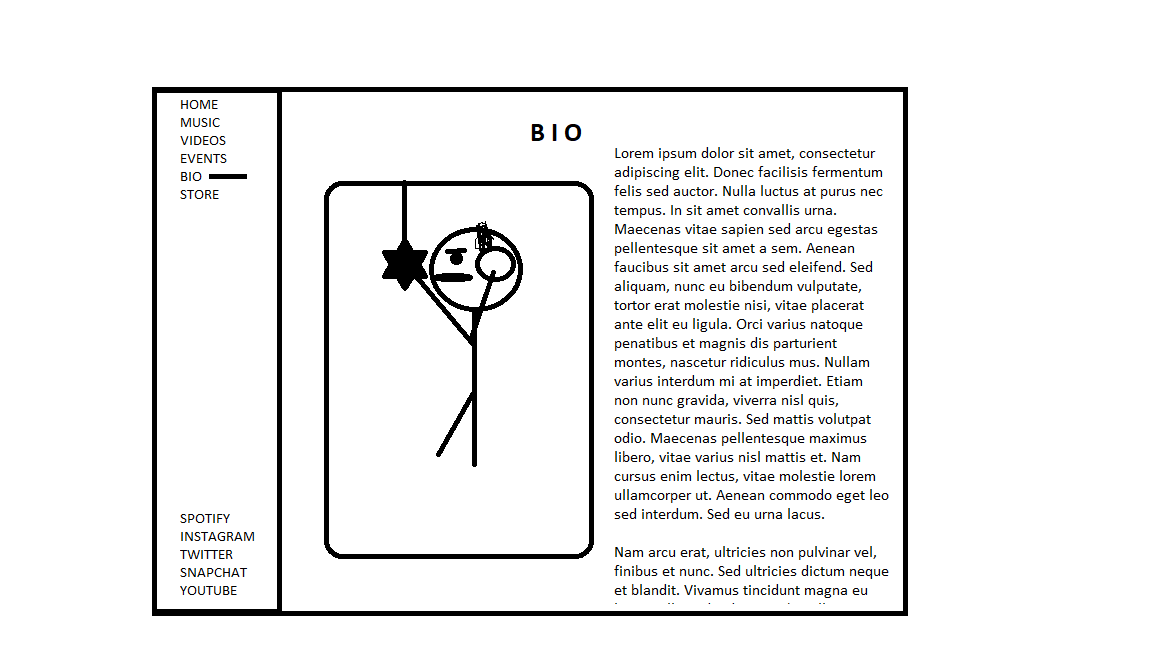 HOME
MUSIC
VIDEOS
EVENTS
BIO
STORE
SPOTIFY
INSTAGRAM
TWITTER
SNAPCHAT
YOUTUBE
BIO
Lorem ipsum dolor sit amet, consectetur
adipiscing elit. Donec facilisis fermentum
felis sed auctor. Nulla luctus at purus nec
tempus. In sit amet convallis urna.
Maecenas vitae sapien sed arcu egestas
pellentesque sit amet a sem. Aenean
faucibus sit amet arcu sed eleifend. Sed
aliquam, nunc eu bibendum vulputate,
tortor erat molestie nisi, vitae placerat
ante elit eu ligula. Orci varius natoque
penatibus et magnis dis parturient
montes, nascetur ridiculus mus. Nullam
varius interdum mi at imperdiet. Etiam
non nunc gravida, viverra nisl quis,
consectetur mauris. Sed mattis volutpat
odio. Maecenas pellentesque maximus
libero, vitae varius nisl mattis et. Nam
cursus enim lectus, vitae molestie lorem
ullamcorper ut. Aenean commodo eget leo
sed interdum. Sed eu urna lacus.
Nam arcu erat, ultricies non pulvinar vel,
finibus et nunc. Sed ultricies dictum neque
et blandit. Vivamus tincidunt magna eu